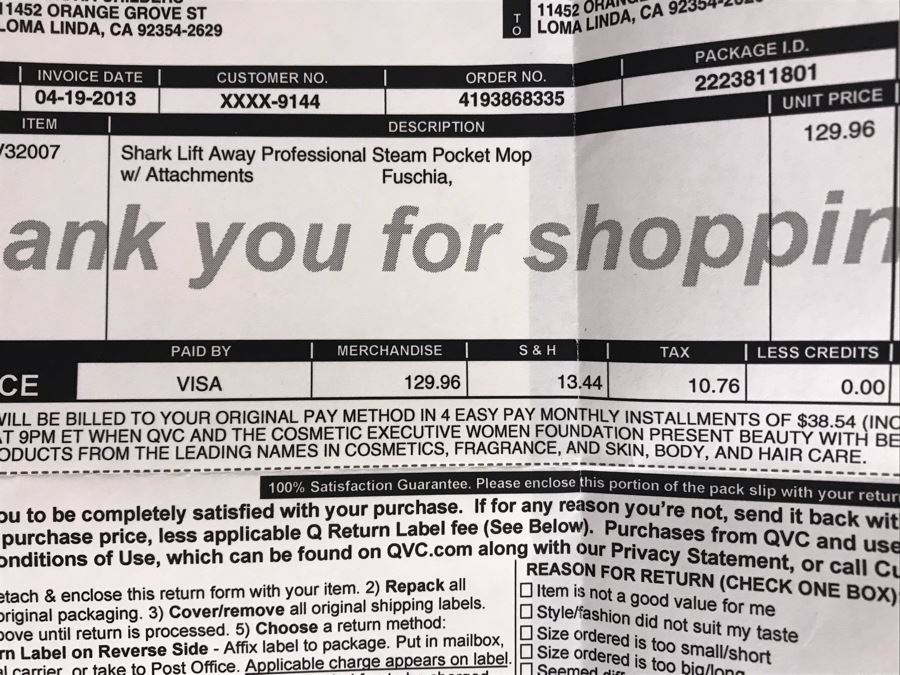 11452 ORANGE GROVE ST
LOMA LINDA, CA 92354-2629
TO
11452
LOMA LINDA, CA
INVOICE DATE CUSTOMER NO. ORDER NO. PACKAGE I.D.
04-19-2013 XXXX-9144 4193868335 2223811801
ITEM DESCRIPTION UNIT PRICE
/32007 Shark Lift Away Professional Steam Pocket Mop 129.96
w/ Attachments Fuschia,
ank you for shoppin
PAID BY MERCHANDISE S & H TAX LESS CREDITS
CE VISA 129.96 13.44 10.76 0.00
WILL BE BILLED TO YOUR ORIGINAL PAY METHOD IN 4 EASY PAY MONTHLY INSTALLMENTS OF $38.54 (INC
AT 9PM ET WHEN QVC AND THE COSMETIC EXECUTIVE WOMEN FOUNDATION PRESENT BEAUTY WITH BE
ODUCTS FROM THE LEADING NAMES IN COSMETICS, FRAGRANCE, AND SKIN, BODY, AND HAIR CARE.
100% Satisfaction Guarantee. Please enclose this portion of the pack slip with your return
ou to be completely satisfied with your purchase. If for any reason you're not, send it back wit
purchase price, less applicable Q Return Label fee (See Below). Purchases from QVC and use
onditions of Use, which can be found on QVC.com along with our Privacy Statement, or call Cu
etach & enclose this return form with your item. 2) Repack all
original packaging. 3) Cover/remove all original shipping labels.
bove until return is processed. 5) Choose a return method:
rn Label on Reverse Side - Affix label to package. Put in mailbox,
al carrier, or take to Post Office. Applicable charge appears on label.
REASON FOR RETURN (CHECK ONE BOX)
Item is not a good value for me
Style/fashion did not suit my taste
Size ordered is too small/short
Size ordered is too big/long
Seemed